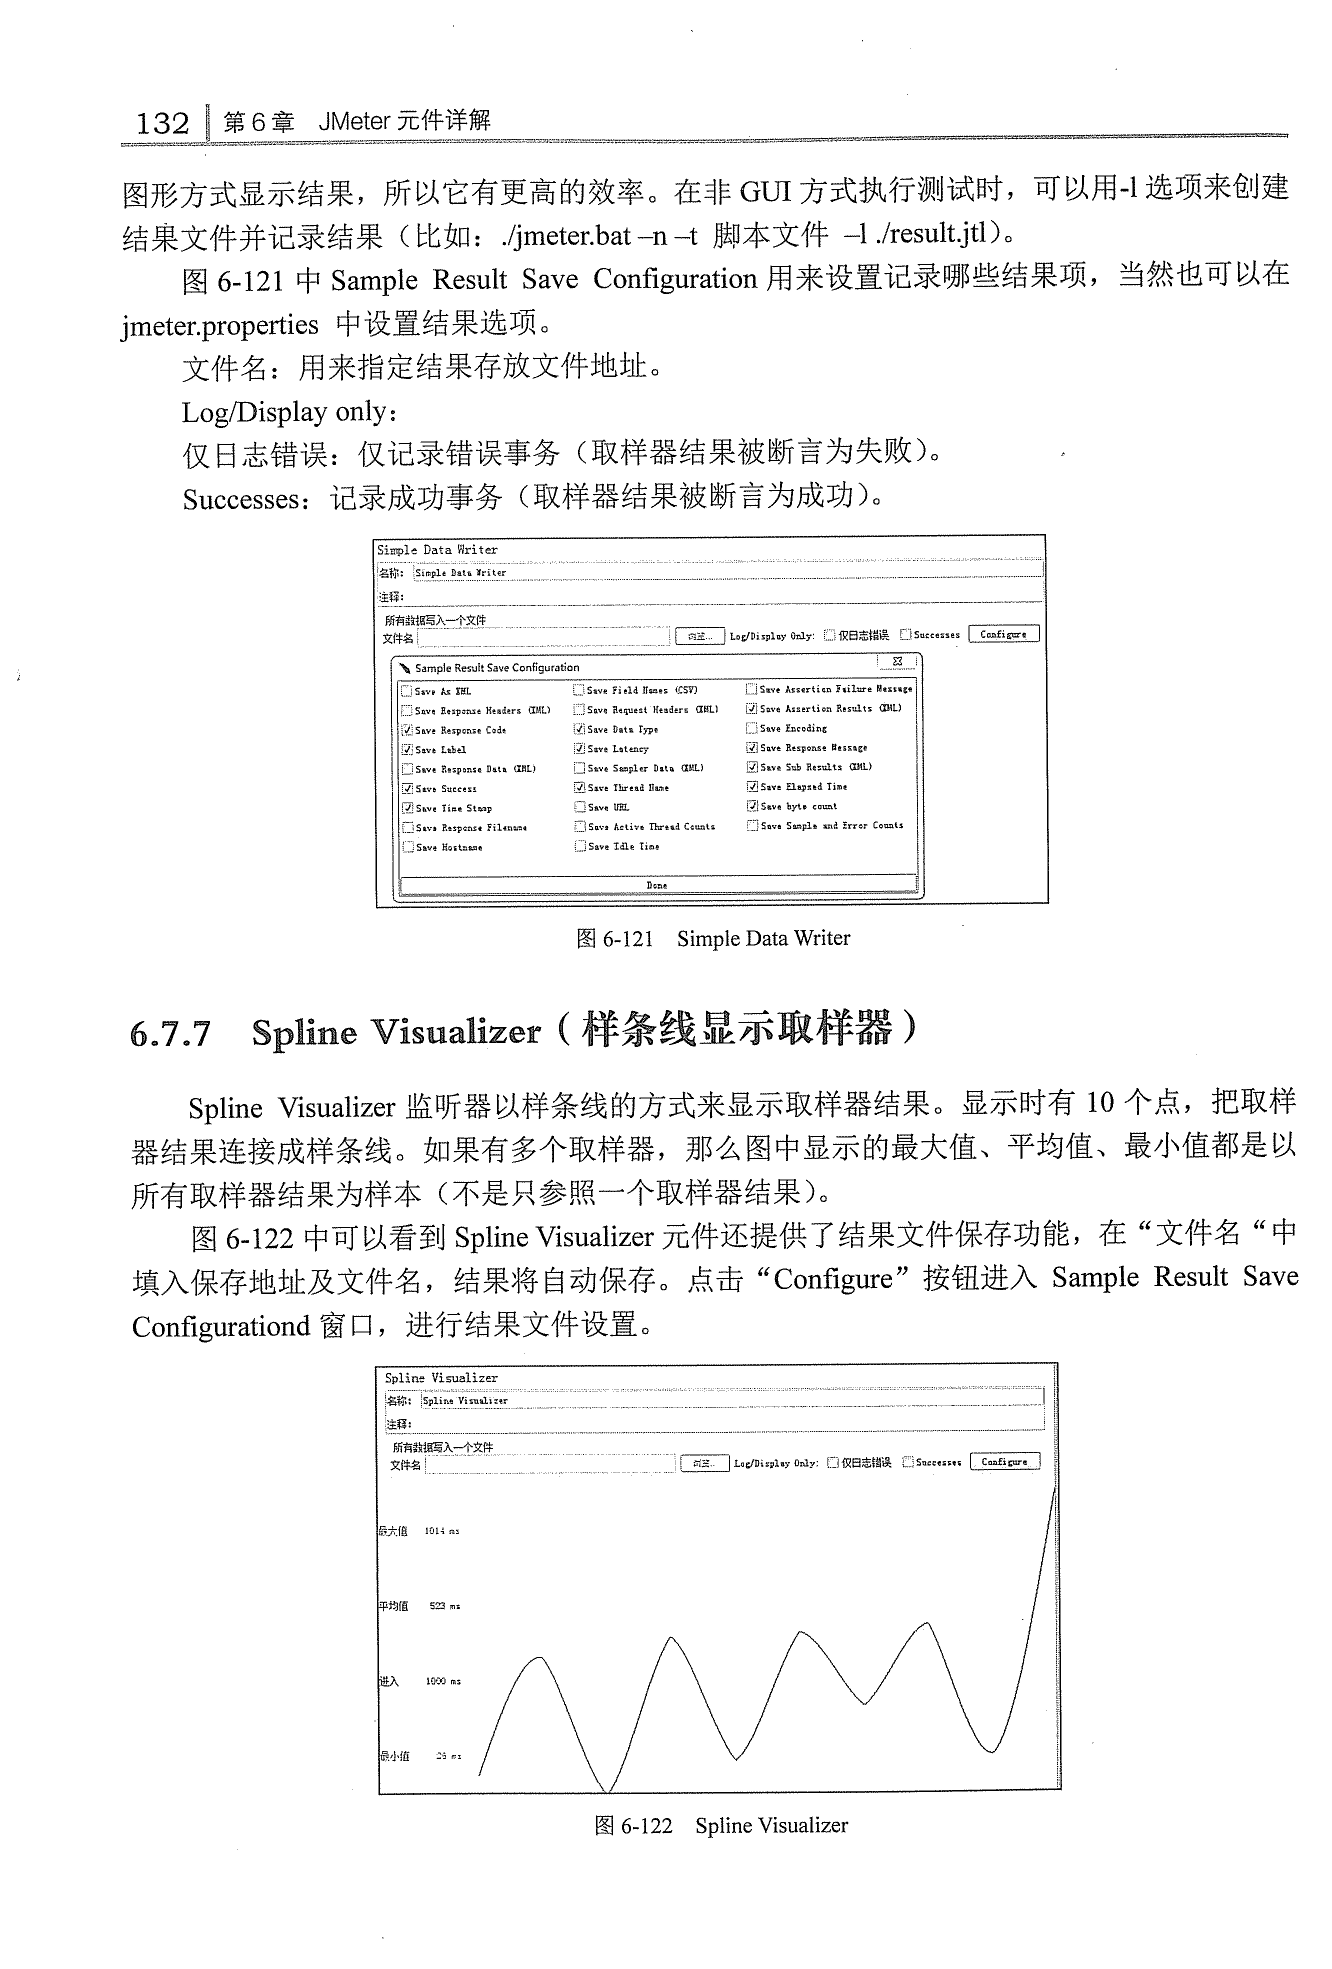 132 第6章 JMeter 元件详解
图形方式显示结果，所以它有更高的效率。在非 GUI 方式执行测试时，可以用-l 选项来创建
结果文件并记录结果（比如：./jmeter.bat –n –t 脚本文件 –l ./result.jtl）。
图 6-121 中 Sample Result Save Configuration 用来设置记录哪些结果项，当然也可以在
jmeter.properties 中设置结果选项。
文件名：用来指定结果存放文件地址。
Log/Display only：
仅日志错误：仅记录错误事务（取样器结果被断言为失败）。
Successes：记录成功事务（取样器结果被断言为成功）。
Simple Data Writer
名称： Simple Data Writer
注释：
所有数据写入一个文件
文件名 Log/Display Only: 仅日志错误 Successes Configure
Sample Result Save Configuration
Save As XML Save Field Names (CSV) Save Assertion Failure Message
Save Response Headers (XML) Save Request Headers (XML) Save Assertion Results (XML)
Save Response Code Save Data Type Save Encoding
Save Label Save Latency Save Response Message
Save Response Data (XML) Save Sampler Data (XML) Save Sub Results (XML)
Save Success Save Thread Name Save Elapsed Time
Save Time Stamp Save URL Save byte count
Save Response Filename Save Active Thread Counts Save Sample and Error Counts
Save Hostname Save Idle Time
Done
图 6-121 Simple Data Writer
6.7.7 Spline Visualizer（样条线显示取样器）
Spline Visualizer 监听器以样条线的方式来显示取样器结果。显示时有 10 个点，把取样
器结果连接成样条线。如果有多个取样器，那么图中显示的最大值、平均值、最小值都是以
所有取样器结果为样本（不是只参照一个取样器结果）。
图 6-122 中可以看到 Spline Visualizer 元件还提供了结果文件保存功能，在“文件名“中
填入保存地址及文件名，结果将自动保存。点击“Configure”按钮进入 Sample Result Save
Configurationd 窗口，进行结果文件设置。
Spline Visualizer
名称： Spline Visualizer
注释：
所有数据写入一个文件
文件名 Log/Display Only: 仅日志错误 Successes Configure
最大值 1014 ms
平均值 523 ms
进入 1000 ms
最小值 26 ms
图 6-122 Spline Visualizer